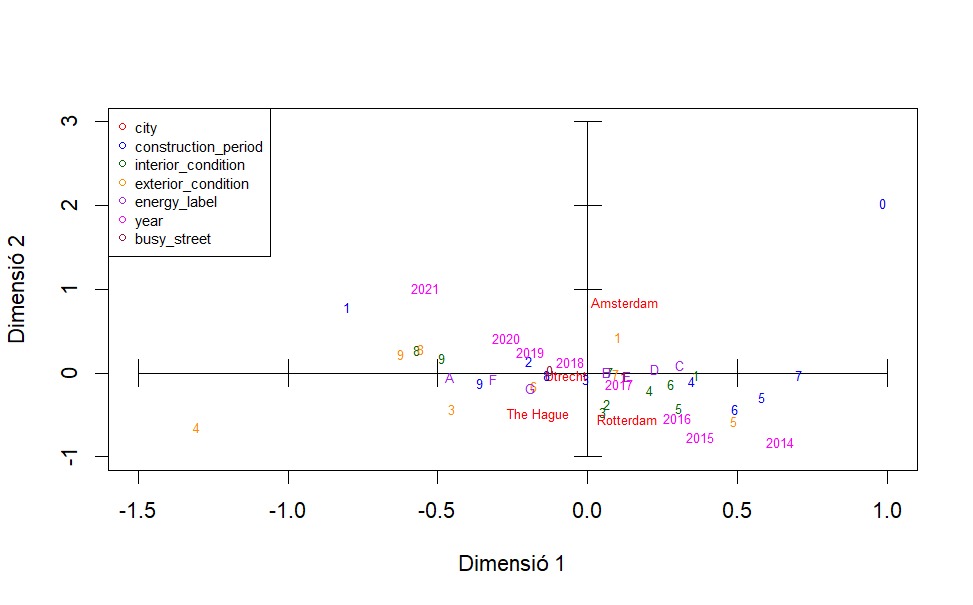 city
construction_period
interior_condition
exterior_condition
energy_label
year
busy_street
3
2
1
0
-1
Dimensió 2
0
2021
1
Amsterdam
1
2020
2019
2018
9
8
9
2
Utrecht
B
E
2017
D
C
1
4
7
A
F
9
G
6
4
6
5
3
The Hague
2
Rotterdam
4
2016
6
5
5
2015
2014
4
-1.5
-1.0
-0.5
0.0
0.5
1.0
Dimensió 1